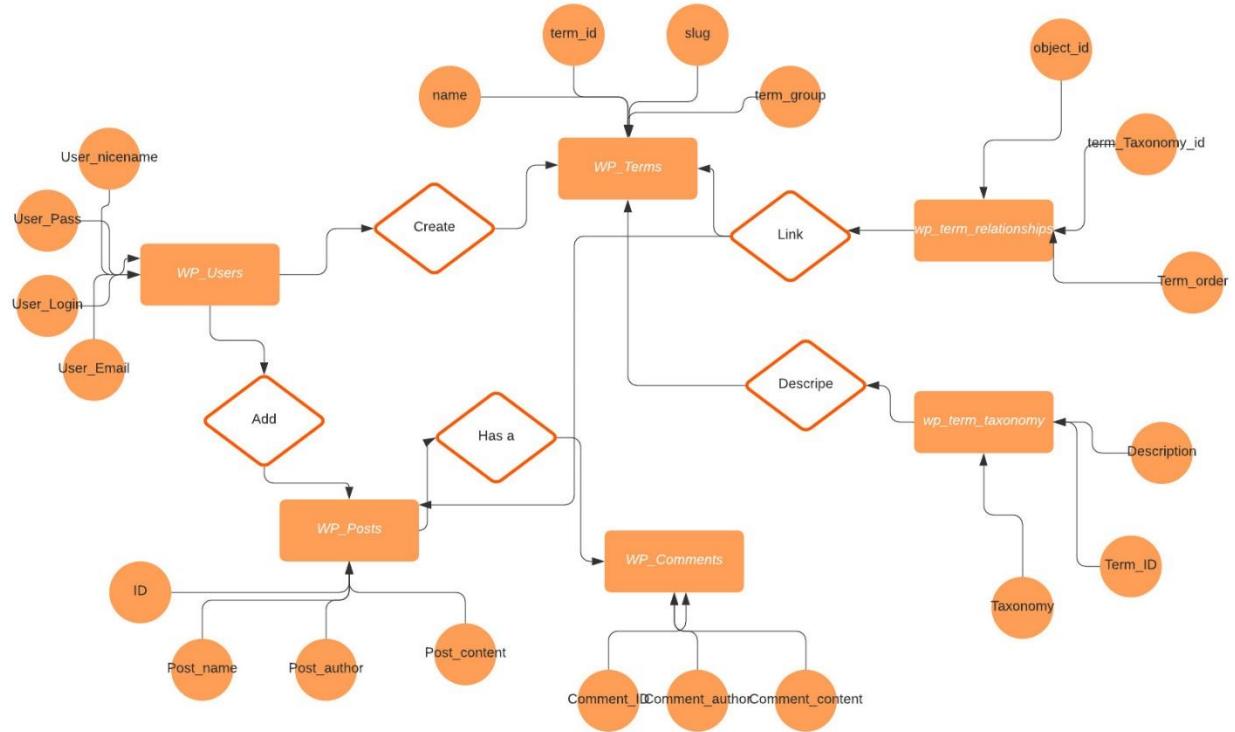 term_id
slug
object_id
name
term_group
User_nicename
WP_Terms
term_Taxonomy_id
User_Pass
Create
Link
wp_term_relationships
WP_Users
User_Login
Term_order
User_Email
Descripe
Add
Has a
wp_term_taxonomy
Description
WP_Posts
WP_Comments
Term_ID
ID
Taxonomy
Post_name
Post_author
Post_content
Comment_ID
Comment_author
Comment_content